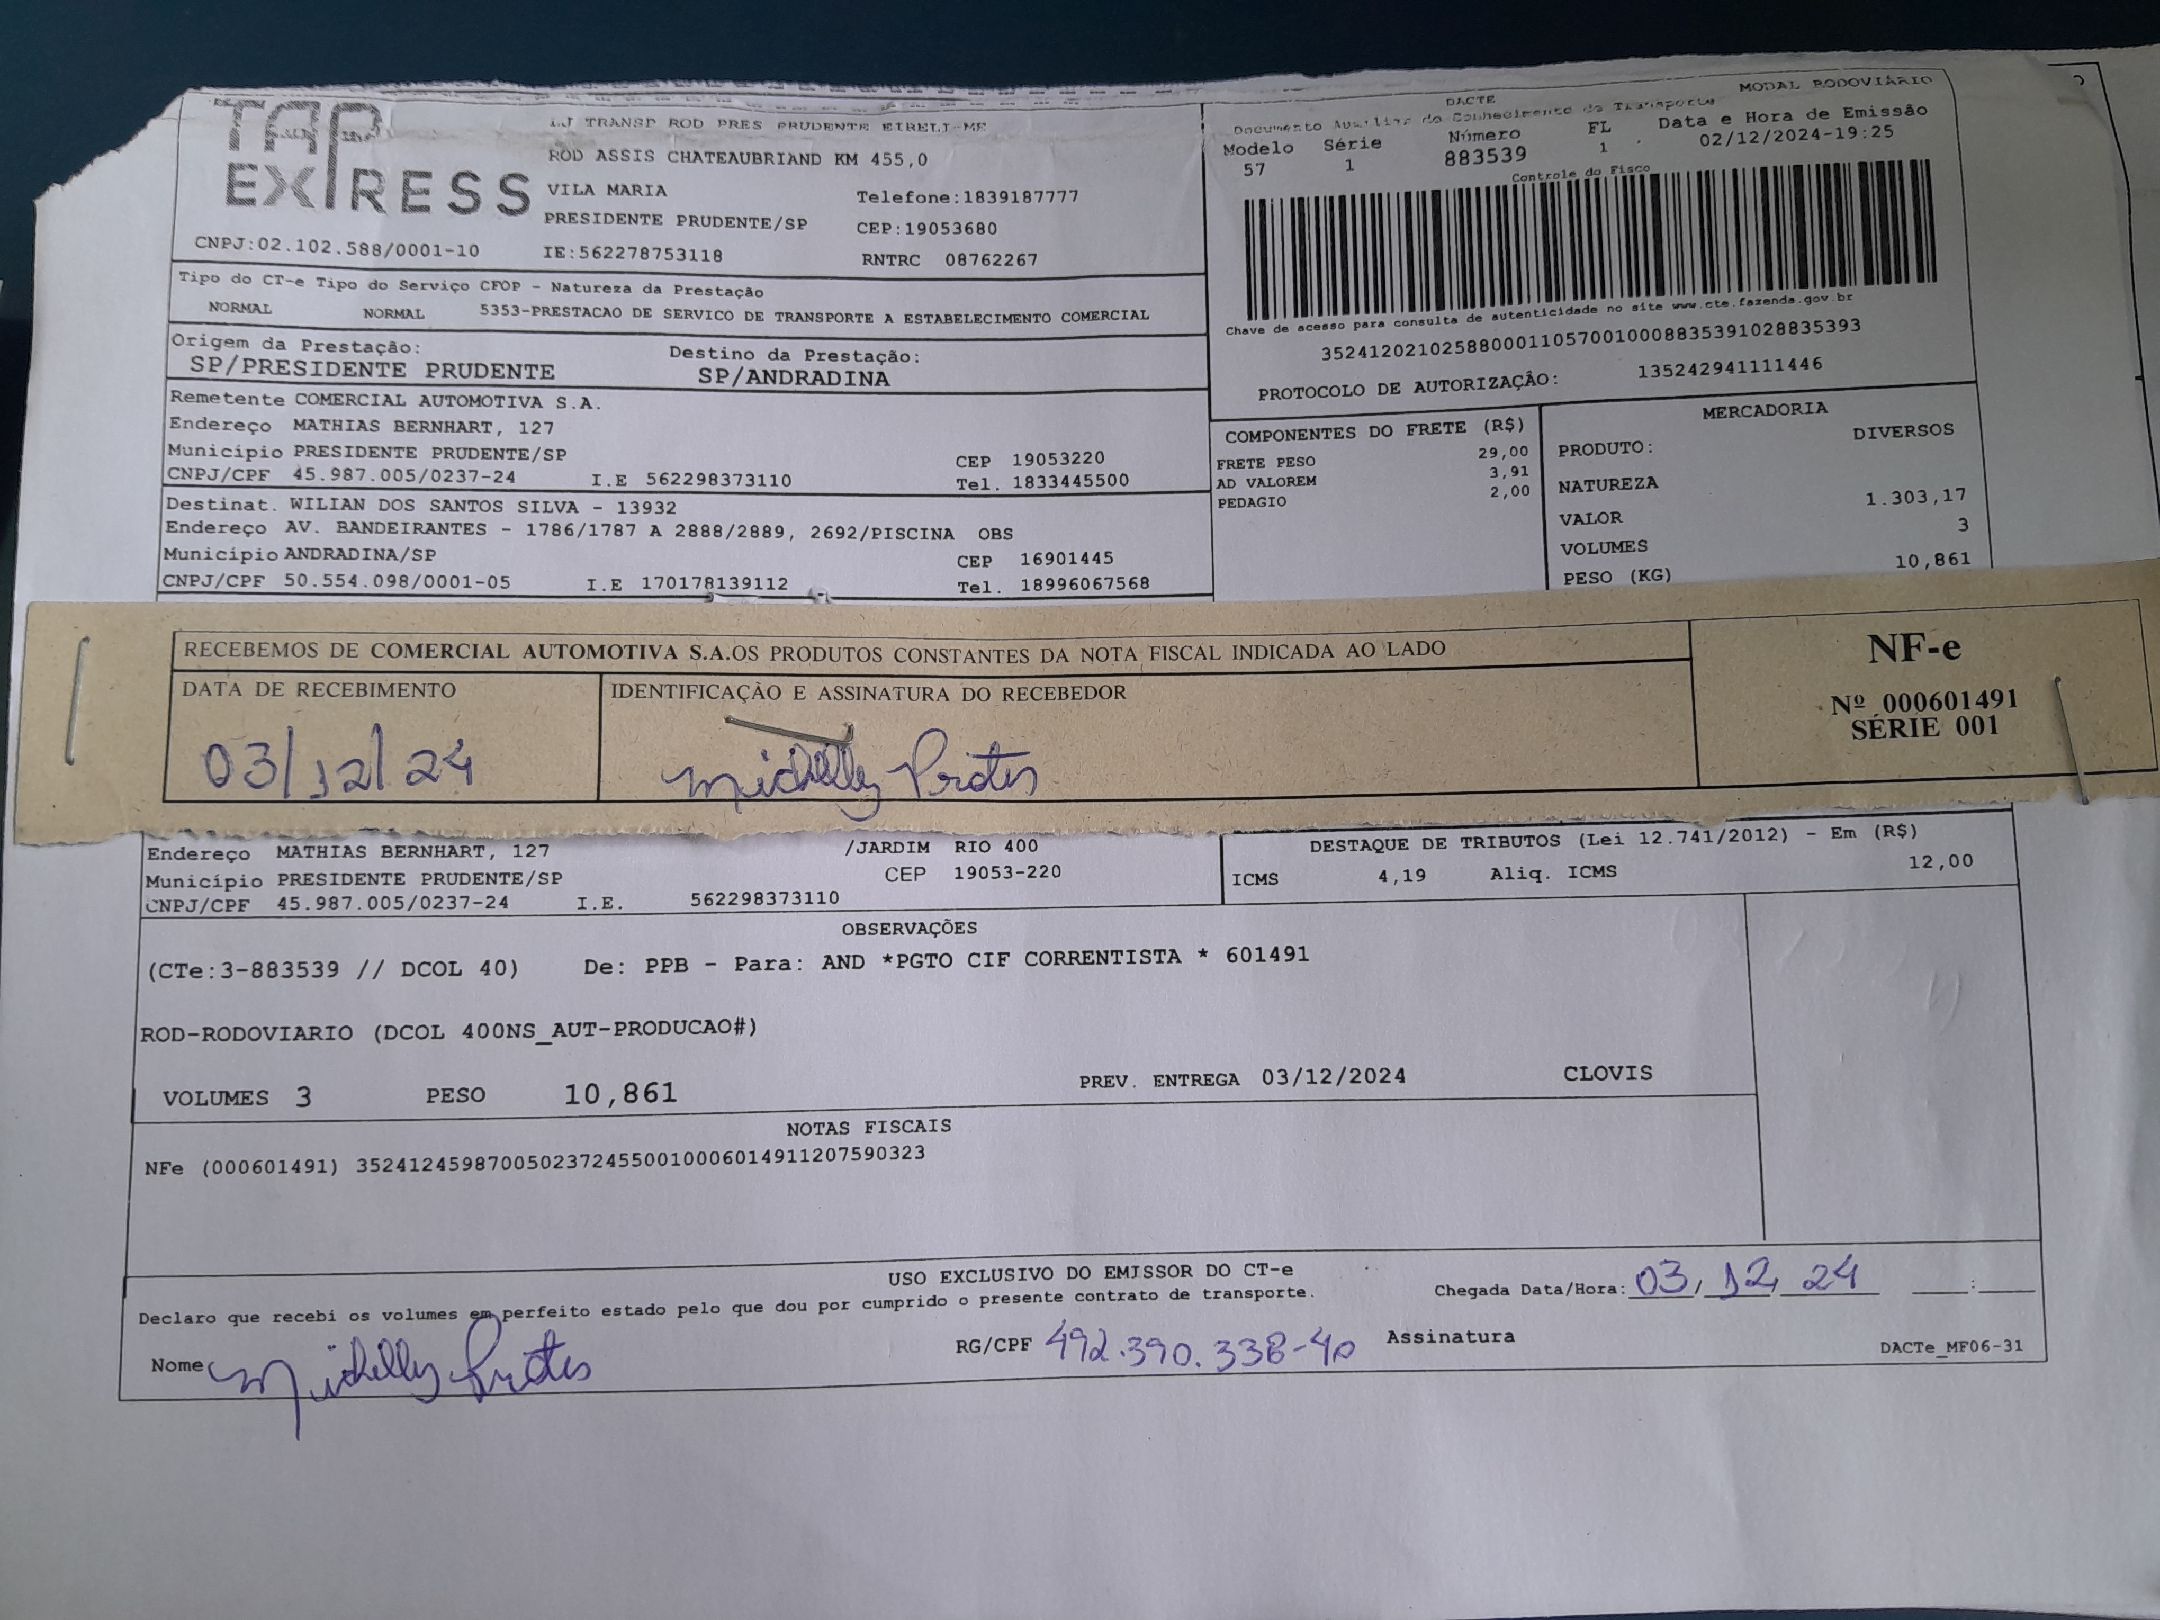 TAP
EXPRESS
LJ TRANSP ROD PRES PRUDENTE EIRELI-ME
ROD ASSIS CHATEAUBRIAND KM 455,0
VILA MARIA Telefone:1839187777
PRESIDENTE PRUDENTE/SP CEP:19053680
CNPJ:02.102.588/0001-10 IE:562278753118 RNTRC 08762267
DACTE MODAL RODOVIÁRIO
Documento Auxiliar do Conhecimento de Transporte
Modelo Série Número FL Data e Hora de Emissão
57 1 883539 1 02/12/2024-19:25
Controle do Fisco
Chave de acesso para consulta de autenticidade no site www.cte.fazenda.gov.br
35241202102588000110570010008835391028835393
PROTOCOLO DE AUTORIZAÇÃO: 135242941111446
Tipo do CT-e Tipo do Serviço CFOP - Natureza da Prestação
NORMAL NORMAL 5353-PRESTACAO DE SERVICO DE TRANSPORTE A ESTABELECIMENTO COMERCIAL
Origem da Prestação: Destino da Prestação:
SP/PRESIDENTE PRUDENTE SP/ANDRADINA
Remetente COMERCIAL AUTOMOTIVA S.A.
Endereço MATHIAS BERNHART, 127
Município PRESIDENTE PRUDENTE/SP CEP 19053220
CNPJ/CPF 45.987.005/0237-24 I.E 562298373110 Tel. 1833445500
Destinat. WILIAN DOS SANTOS SILVA - 13932
Endereço AV. BANDEIRANTES - 1786/1787 A 2888/2889, 2692/PISCINA OBS
Município ANDRADINA/SP CEP 16901445
CNPJ/CPF 50.554.098/0001-05 I.E 170178139112 Tel. 18996067568
COMPONENTES DO FRETE (R$)
FRETE PESO 29,00
AD VALOREM 3,91
PEDAGIO 2,00
MERCADORIA
PRODUTO: DIVERSOS
NATUREZA
VALOR 1.303,17
VOLUMES 3
PESO (KG) 10,861
RECEBEMOS DE COMERCIAL AUTOMOTIVA S.A.OS PRODUTOS CONSTANTES DA NOTA FISCAL INDICADA AO LADO
DATA DE RECEBIMENTO IDENTIFICAÇÃO E ASSINATURA DO RECEBEDOR
03/12/24 Michelly Prates
NF-e
Nº 000601491
SÉRIE 001
Endereço MATHIAS BERNHART, 127 /JARDIM RIO 400
Município PRESIDENTE PRUDENTE/SP CEP 19053-220
CNPJ/CPF 45.987.005/0237-24 I.E. 562298373110
DESTAQUE DE TRIBUTOS (Lei 12.741/2012) - Em (R$)
ICMS 4,19 Aliq. ICMS 12,00
OBSERVAÇÕES
(CTe:3-883539 // DCOL 40) De: PPB - Para: AND *PGTO CIF CORRENTISTA * 601491
ROD-RODOVIARIO (DCOL 400NS_AUT-PRODUCAO#)
VOLUMES 3 PESO 10,861 PREV. ENTREGA 03/12/2024 CLOVIS
NOTAS FISCAIS
NFe (000601491) 35241245987005023724550010006014911207590323
USO EXCLUSIVO DO EMISSOR DO CT-e
Declaro que recebi os volumes em perfeito estado pelo que dou por cumprido o presente contrato de transporte.
Chegada Data/Hora: 03/12/24 :
Nome Michelly Prates RG/CPF 492.390.338-40 Assinatura
DACTe_MF06-31